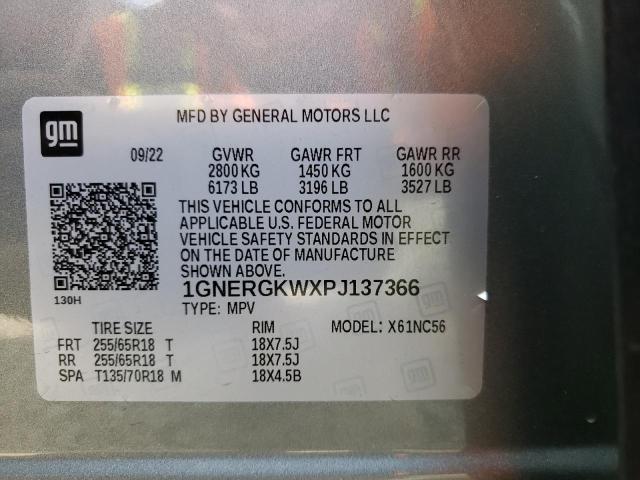 gm
MFD BY GENERAL MOTORS LLC
09/22 GVWR GAWR FRT GAWR RR
2800 KG 1450 KG 1600 KG
6173 LB 3196 LB 3527 LB
THIS VEHICLE CONFORMS TO ALL
APPLICABLE U.S. FEDERAL MOTOR
VEHICLE SAFETY STANDARDS IN EFFECT
ON THE DATE OF MANUFACTURE
SHOWN ABOVE.
130H
1GNERGKWXPJ137366
TYPE: MPV
TIRE SIZE RIM MODEL: X61NC56
FRT 255/65R18 T 18X7.5J
RR 255/65R18 T 18X7.5J
SPA T135/70R18 M 18X4.5B